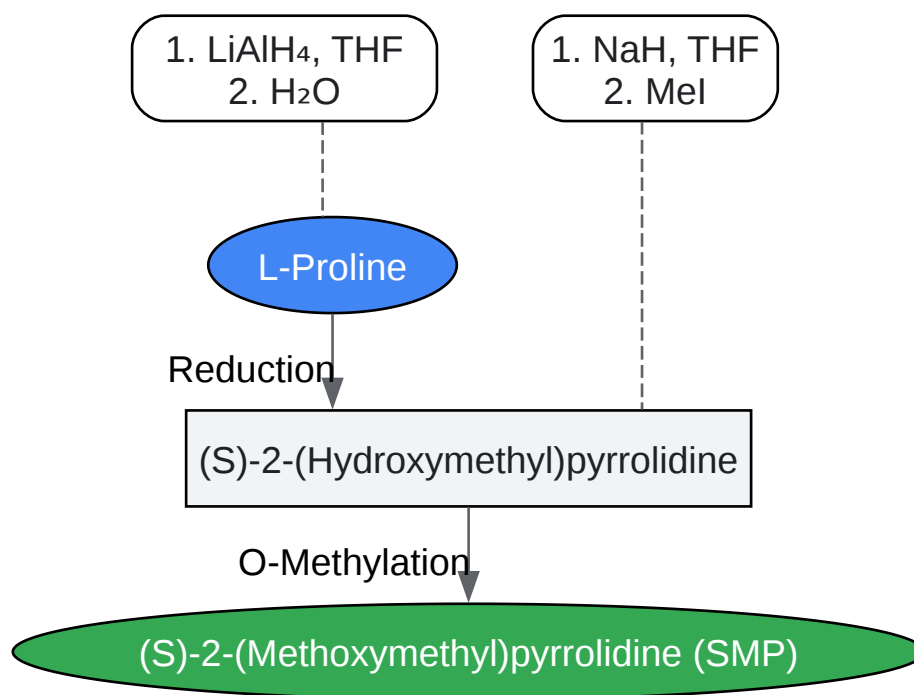 1. LiAlH₄, THF
2. H₂O
1. NaH, THF
2. MeI
L-Proline
Reduction
(S)-2-(Hydroxymethyl)pyrrolidine
O-Methylation
(S)-2-(Methoxymethyl)pyrrolidine (SMP)